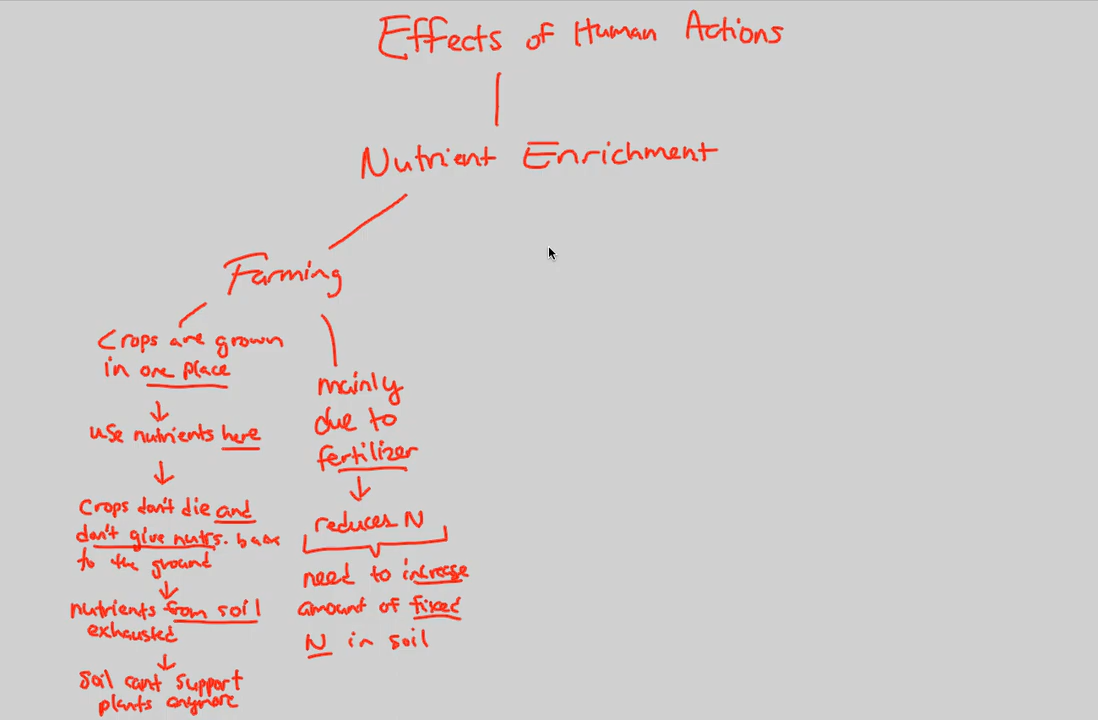 Effects of Human Actions
Nutrient Enrichment
Farming
Crops are grown
in one place
use nutrients here
Crops don't die and
don't give nutrs. back
to the ground
nutrients from soil
exhausted
Soil can't support
plants anymore
mainly
due to
fertilizer
reduces N
need to increase
amount of fixed
N in soil